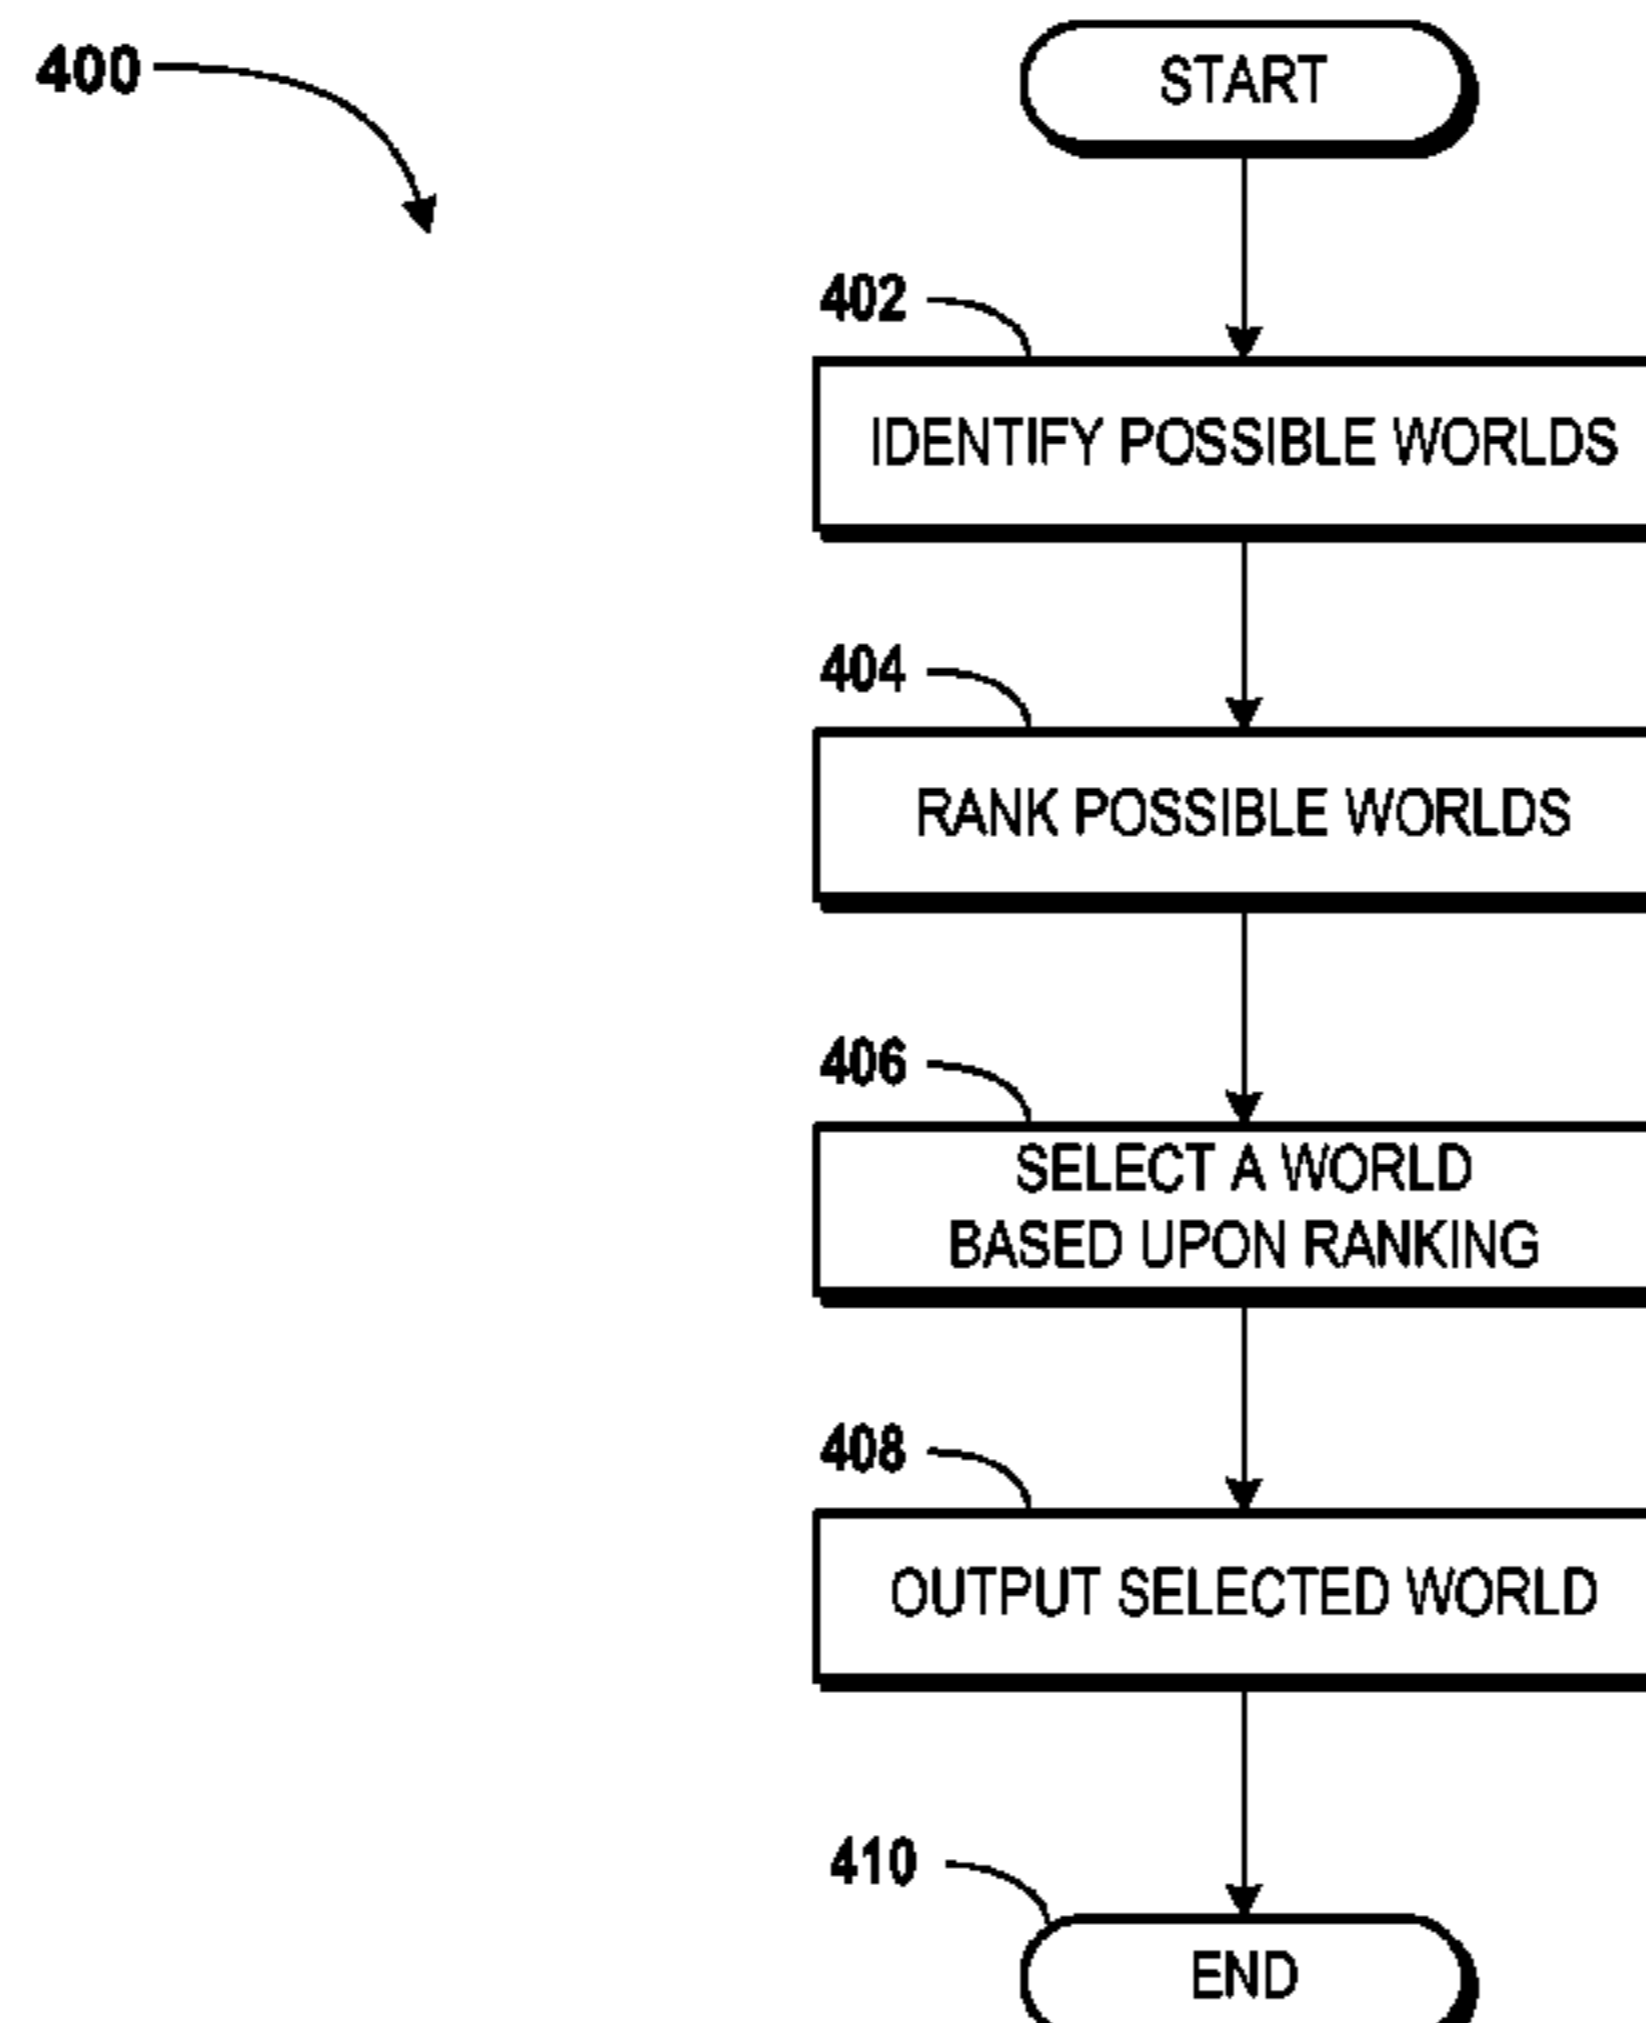 400
START
402
IDENTIFY POSSIBLE WORLDS
404
RANK POSSIBLE WORLDS
406
SELECT A WORLD
BASED UPON RANKING
408
OUTPUT SELECTED WORLD
410
END